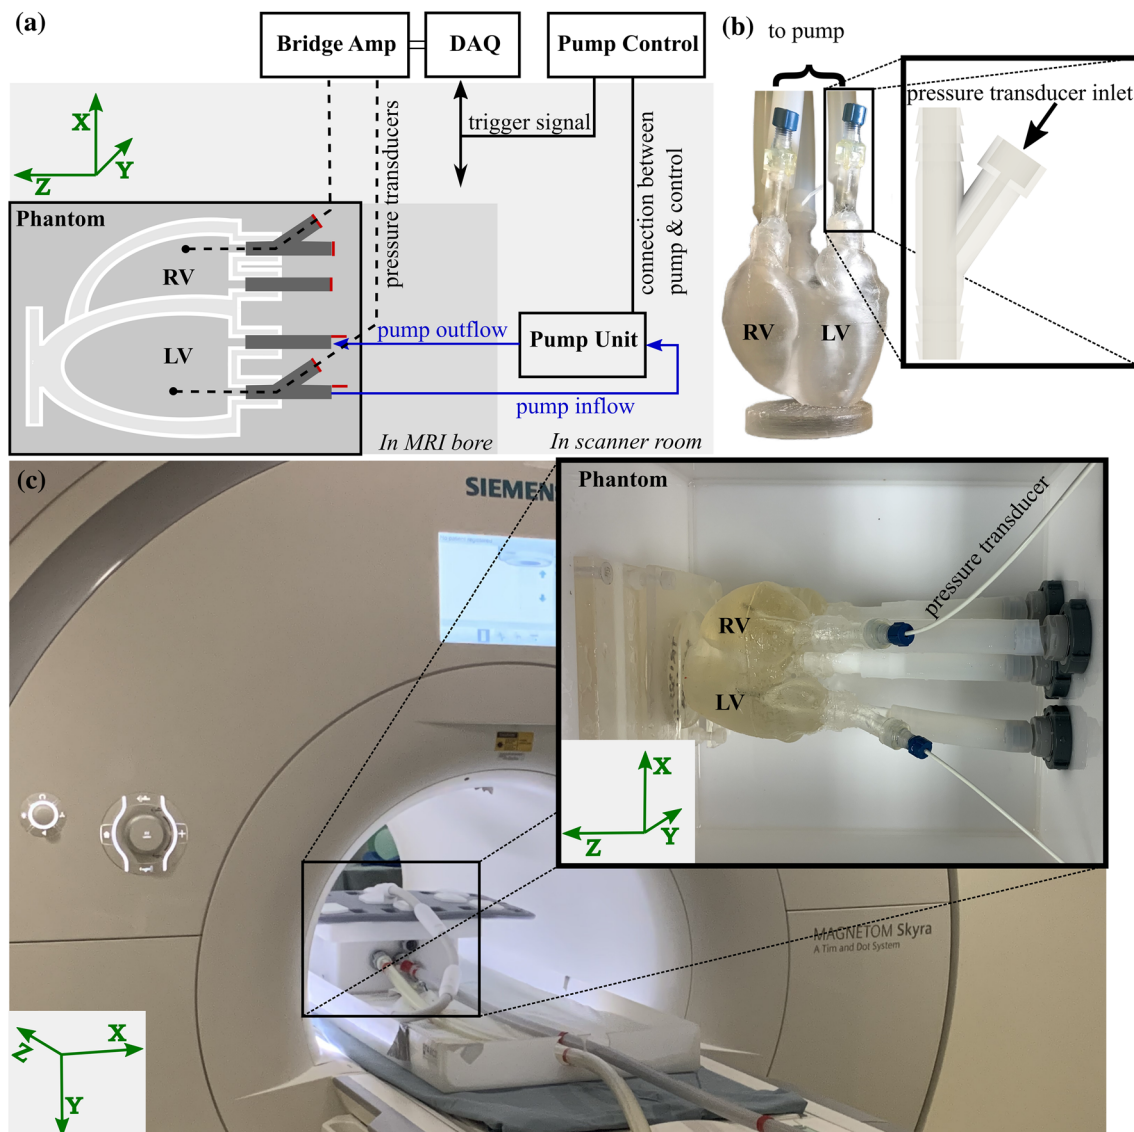 (a)
Bridge Amp
DAQ
Pump Control
trigger signal
X
Y
Z
pressure transducers
connection between
pump & control
Phantom
RV
LV
pump outflow
Pump Unit
pump inflow
In MRI bore
In scanner room
(b)
to pump
pressure transducer inlet
RV
LV
(c)
SIEMENS
Phantom
pressure transducer
RV
LV
X
Y
Z
MAGNETOM Skyra
A Tim and Dot System
X
Z
Y